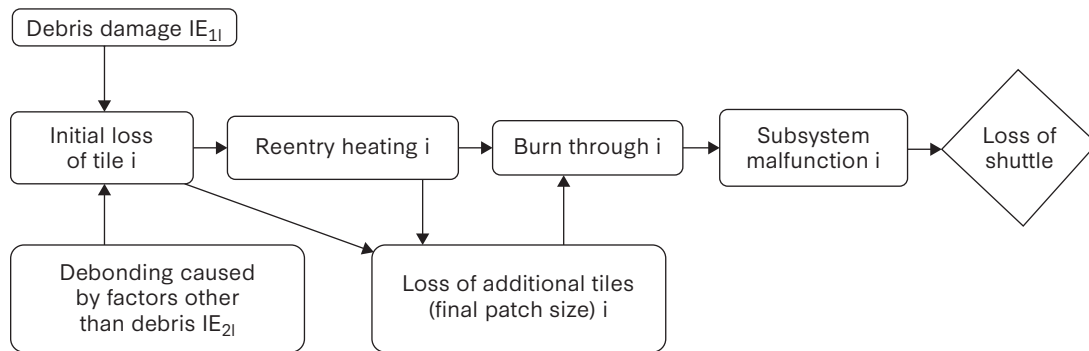 Debris damage IE1I
Initial loss
of tile i
Reentry heating i
Burn through i
Subsystem
malfunction i
Loss of
shuttle
Debonding caused
by factors other
than debris IE2I
Loss of additional tiles
(final patch size) i